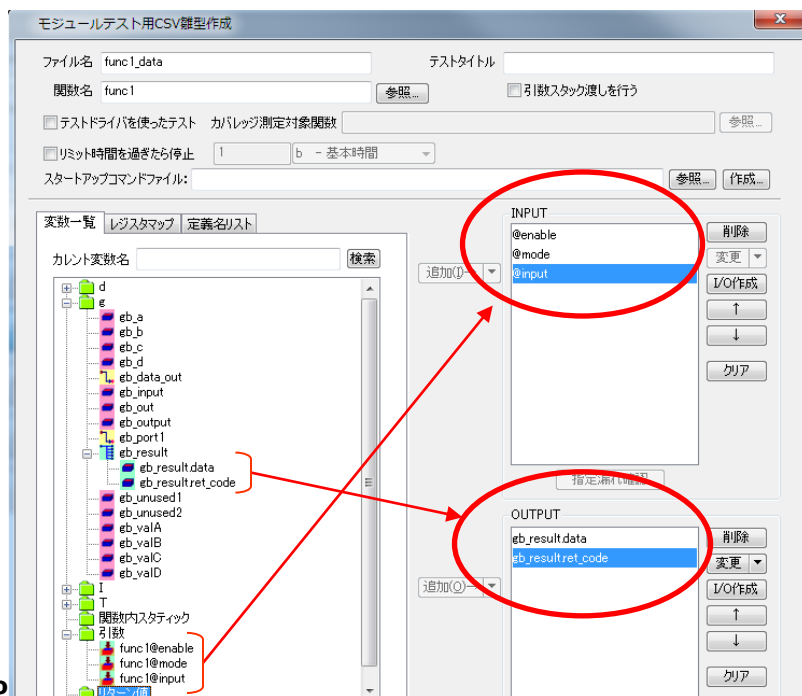 モジュールテスト用CSV雛型作成
ファイル名 func1_data テストタイトル
関数名 func1 参照... 引数スタック渡しを行う
テストドライバを使ったテスト カバレッジ測定対象関数 参照...
リミット時間を過ぎたら停止 1 b - 基本時間
スタートアップコマンドファイル: 参照... 作成...
変数一覧 レジスタマップ 定義名リスト
カレント変数名 検索
d
g
gb_a
gb_b
gb_c
gb_d
gb_data_out
gb_input
gb_out
gb_output
gb_port1
gb_result
gb_result.data
gb_result.ret_code
gb_unused1
gb_unused2
gb_valA
gb_valB
gb_valC
gb_valD
I
T
関数内スタティック
引数
func1@enable
func1@mode
func1@input
リターン値
追加(I)→
INPUT
@enable
@mode
@input
削除
変更
I/O作成
↑
↓
クリア
指定漏れ確認
追加(O)→
OUTPUT
gb_result.data
gb_result.ret_code
削除
変更
I/O作成
↑
↓
クリア